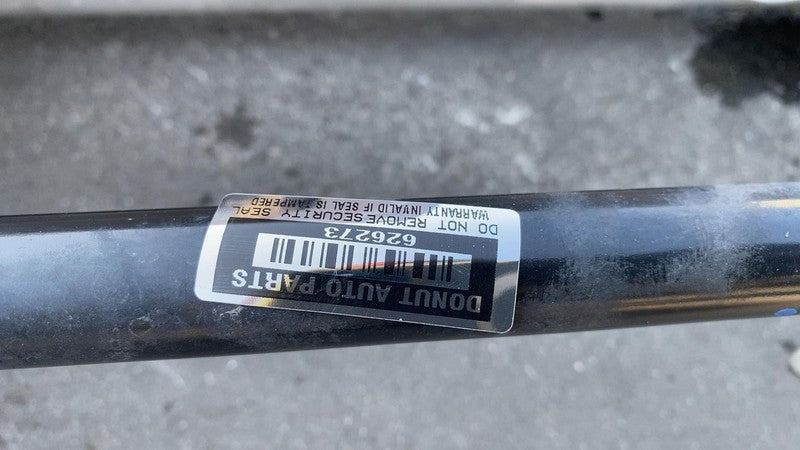 DONUT AUTO PARTS
626273
DO NOT REMOVE SECURITY SEAL
WARRANTY INVALID IF SEAL IS TAMPERED